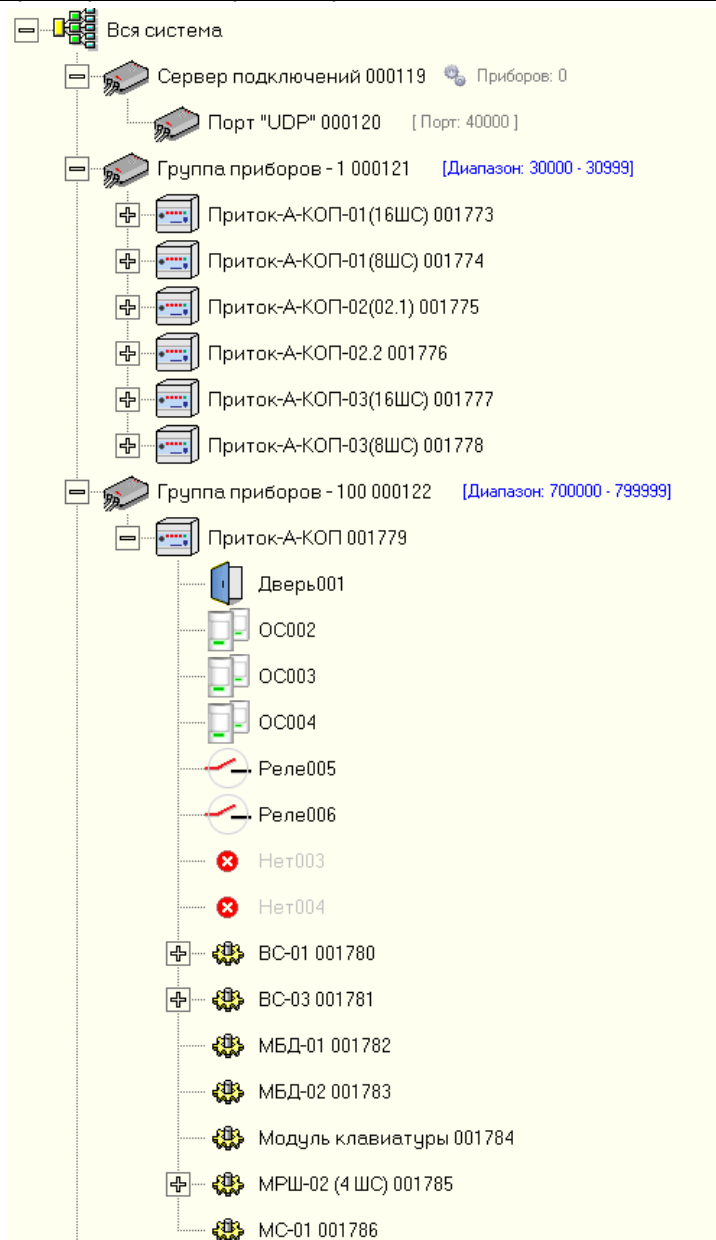 Вся система
Сервер подключений 000119 Приборов: 0
Порт "UDP" 000120 [ Порт: 40000 ]
Группа приборов - 1 000121 [Диапазон: 30000 - 30999]
Приток-А-КОП-01(16ШС) 001773
Приток-А-КОП-01(8ШС) 001774
Приток-А-КОП-02(02.1) 001775
Приток-А-КОП-02.2 001776
Приток-А-КОП-03(16ШС) 001777
Приток-А-КОП-03(8ШС) 001778
Группа приборов - 100 000122 [Диапазон: 700000 - 799999]
Приток-А-КОП 001779
Дверь001
ОС002
ОС003
ОС004
Реле005
Реле006
Нет003
Нет004
ВС-01 001780
ВС-03 001781
МБД-01 001782
МБД-02 001783
Модуль клавиатуры 001784
МРШ-02 (4 ШС) 001785
МС-01 001786